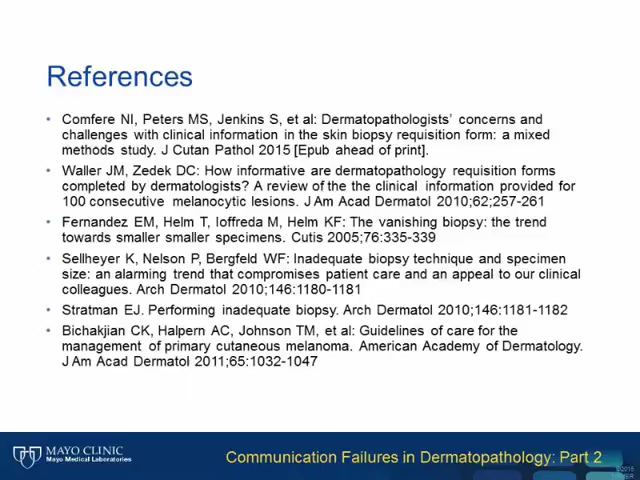 References
• Comfere NI, Peters MS, Jenkins S, et al: Dermatopathologists' concerns and
challenges with clinical information in the skin biopsy requisition form: a mixed
methods study. J Cutan Pathol 2015 [Epub ahead of print].
• Waller JM, Zedek DC: How informative are dermatopathology requisition forms
completed by dermatologists? A review of the the clinical information provided for
100 consecutive melanocytic lesions. J Am Acad Dermatol 2010;62;257-261
• Fernandez EM, Helm T, Ioffreda M, Helm KF: The vanishing biopsy: the trend
towards smaller smaller specimens. Cutis 2005;76:335-339
• Sellheyer K, Nelson P, Bergfeld WF: Inadequate biopsy technique and specimen
size: an alarming trend that compromises patient care and an appeal to our clinical
colleagues. Arch Dermatol 2010;146:1180-1181
• Stratman EJ. Performing inadequate biopsy. Arch Dermatol 2010;146:1181-1182
• Bichakjian CK, Halpern AC, Johnson TM, et al: Guidelines of care for the
management of primary cutaneous melanoma. American Academy of Dermatology.
J Am Acad Dermatol 2011;65:1032-1047
MAYO CLINIC
Mayo Medical Laboratories
Communication Failures in Dermatopathology: Part 2